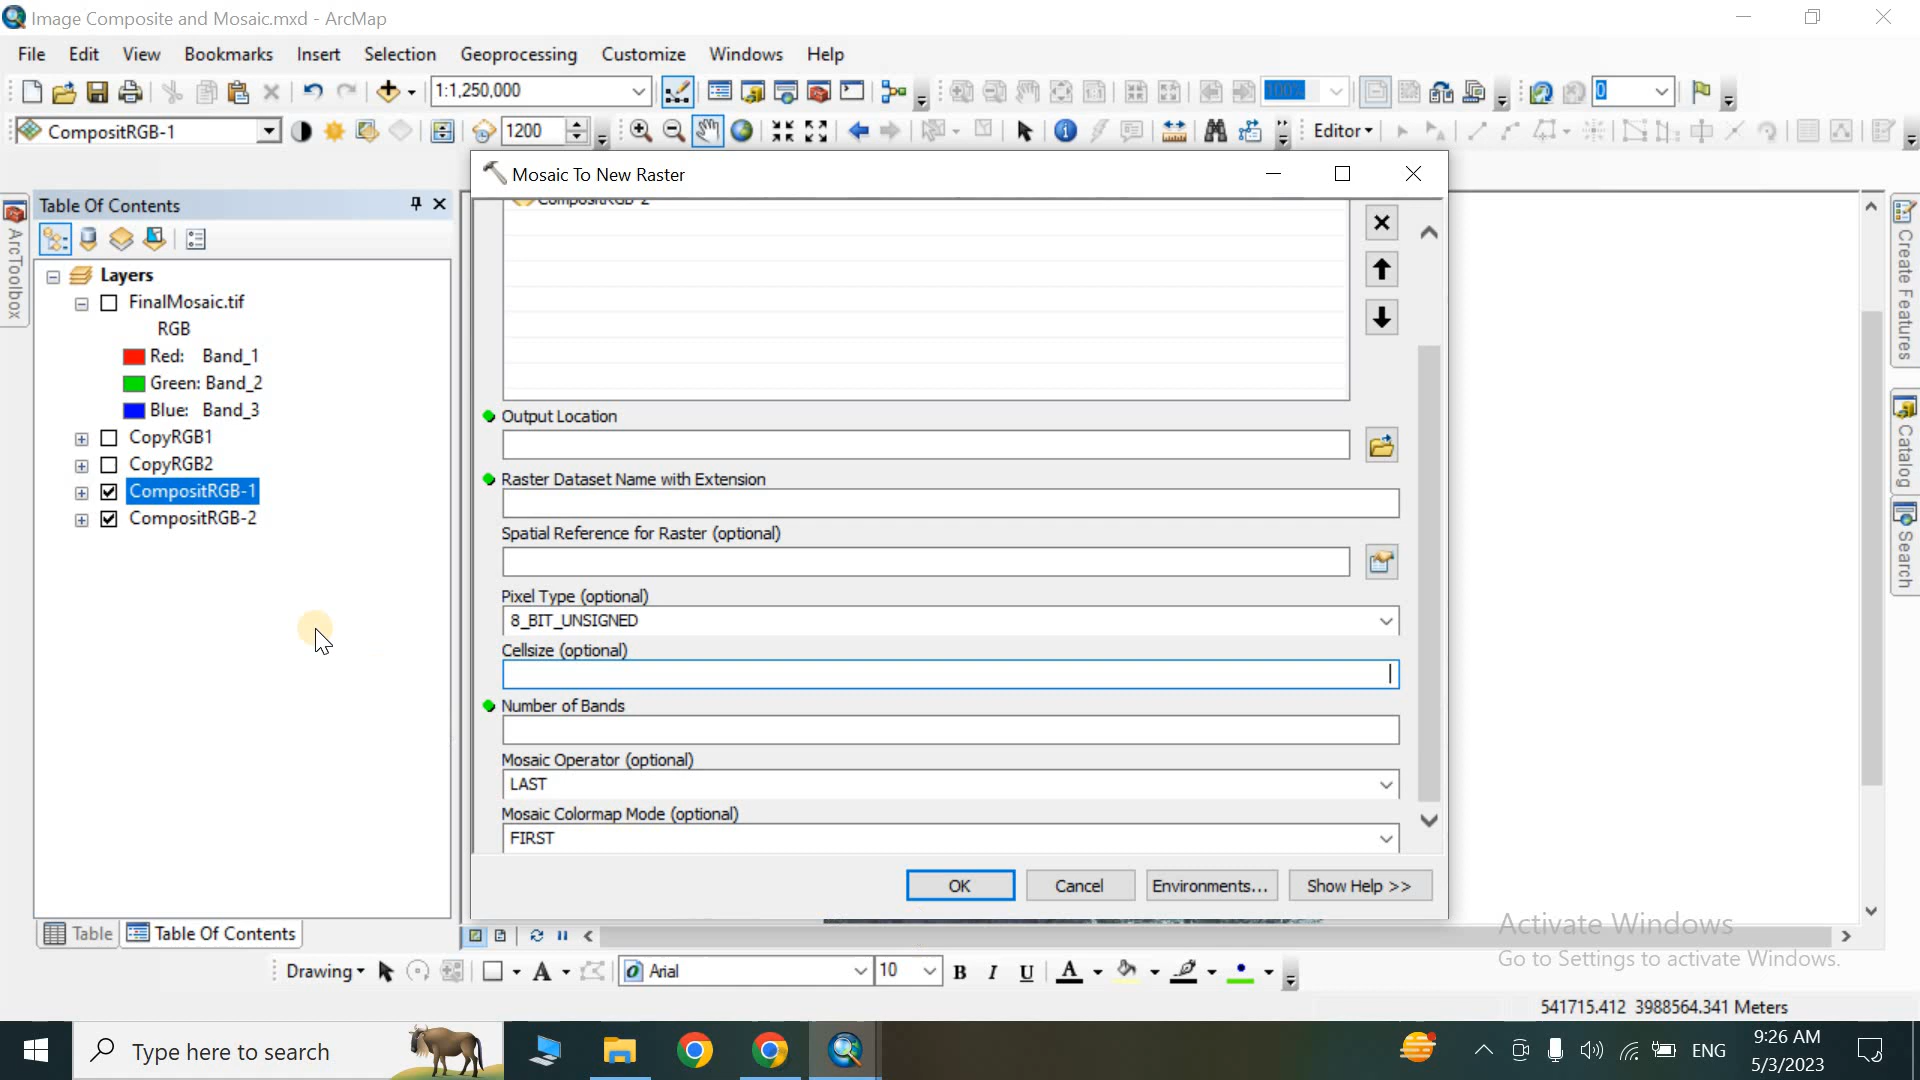 Image Composite and Mosaic.mxd - ArcMap
File Edit View Bookmarks Insert Selection Geoprocessing Customize Windows Help
1:1,250,000
100%
0
CompositRGB-1
1200
Editor
Mosaic To New Raster
Table Of Contents
ArcToolbox
Layers
FinalMosaic.tif
RGB
Red: Band_1
Green: Band_2
Blue: Band_3
CopyRGB1
CopyRGB2
CompositRGB-1
CompositRGB-2
CompositRGB-2
Output Location
Raster Dataset Name with Extension
Spatial Reference for Raster (optional)
Pixel Type (optional)
8_BIT_UNSIGNED
Cellsize (optional)
Number of Bands
Mosaic Operator (optional)
LAST
Mosaic Colormap Mode (optional)
FIRST
OK Cancel Environments... Show Help >>
Create Features
Catalog
Search
Table Table Of Contents
Activate Windows
Go to Settings to activate Windows.
Drawing A Arial 10 B I U A
541715.412 3988564.341 Meters
Type here to search
ENG
9:26 AM
5/3/2023